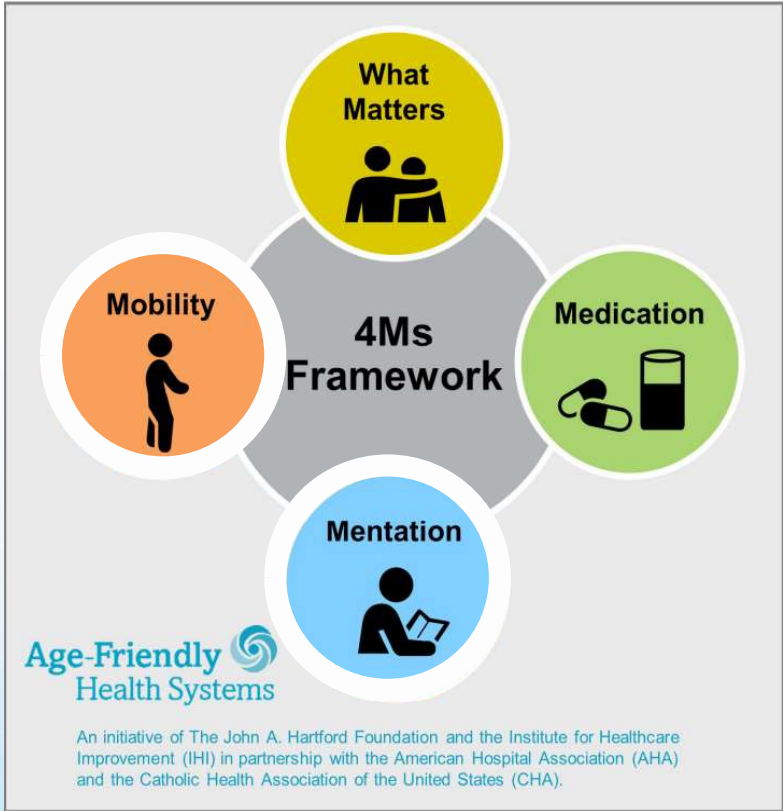 What
Matters
Mobility
4Ms
Framework
Medication
Mentation
Age-Friendly
Health Systems
An initiative of The John A. Hartford Foundation and the Institute for Healthcare
Improvement (IHI) in partnership with the American Hospital Association (AHA)
and the Catholic Health Association of the United States (CHA).